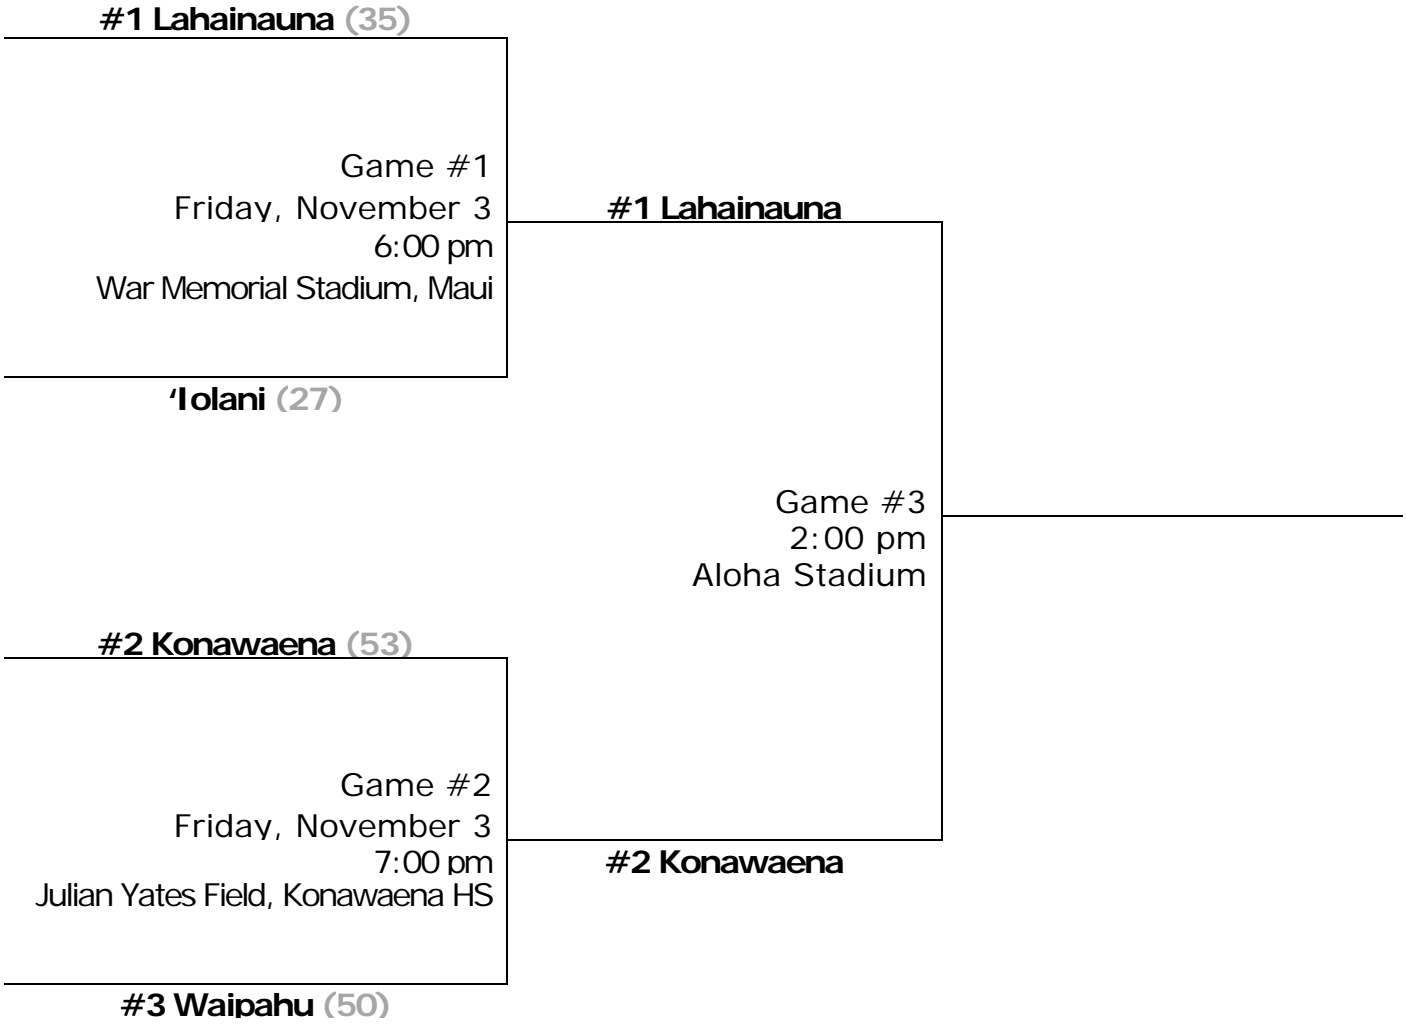 #1 Lahainauna (35)
Game #1
Friday, November 3
6:00 pm
War Memorial Stadium, Maui
‘Iolani (27)
#1 Lahainauna
Game #3
2:00 pm
Aloha Stadium
#2 Konawaena (53)
Game #2
Friday, November 3
7:00 pm
Julian Yates Field, Konawaena HS
#3 Waipahu (50)
#2 Konawaena